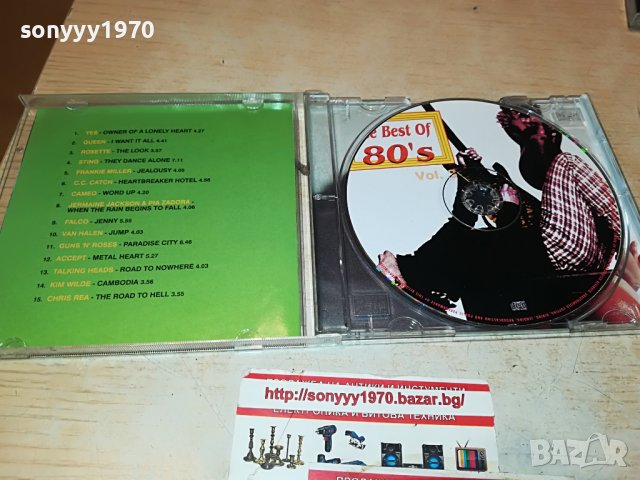 sonyyy1970
1. YES - OWNER OF A LONELY HEART 4.27
2. QUEEN - I WANT IT ALL 4.41
3. ROXETTE - THE LOOK 3.57
4. STING - THEY DANCE ALONE 7.11
5. FRANKIE MILLER - JEALOUSY 4.06
6. C.C. CATCH - HEARTBREAKER HOTEL 4.56
7. CAMEO - WORD UP 4.20
8. JERMAINE JACKSON & PIA ZADORA -
WHEN THE RAIN BEGINS TO FALL 4.06
9. FALCO - JENNY 5.55
10. VAN HALEN - JUMP 4.03
11. GUNS 'N' ROSES - PARADISE CITY 6.46
12. ACCEPT - METAL HEART 5.27
13. TALKING HEADS - ROAD TO NOWHERE 4.03
14. KIM WILDE - CAMBODIA 3.56
15. CHRIS REA - THE ROAD TO HELL 3.55
e Best Of
80's
Vol.
ПРОДАЖБА НА АНТИКИ И ИНСТУМЕНТИ
http://sonyyy1970.bazar.bg/
ЕЛЕКТРОНИКА И БИТОВА ТЕХНИКА
BAZAR